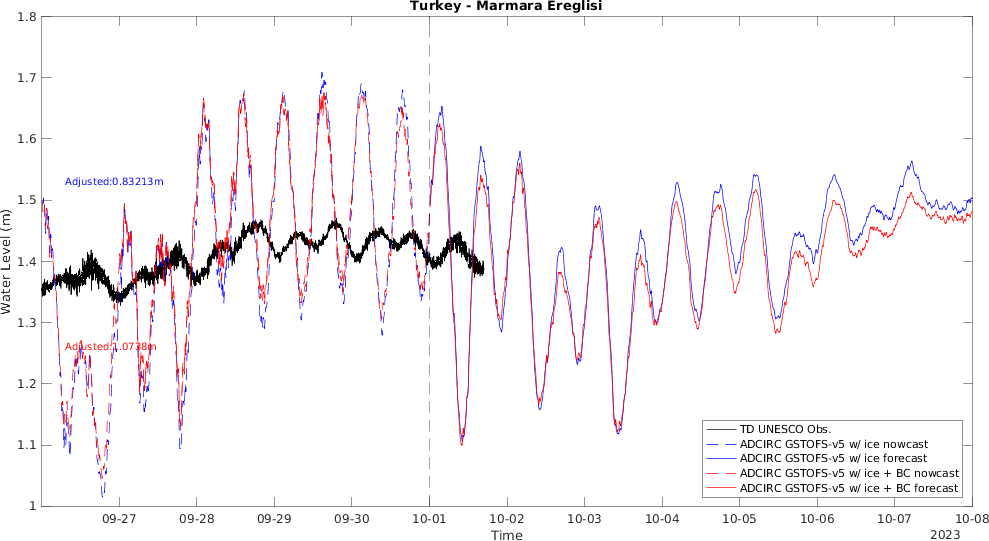 Turkey - Marmara Ereglisi
1.8
1.7
1.6
1.5
1.4
1.3
1.2
1.1
1
Water Level (m)
Adjusted:0.83213m
Adjusted:1.0738m
TD UNESCO Obs.
ADCIRC GSTOFS-v5 w/ ice nowcast
ADCIRC GSTOFS-v5 w/ ice forecast
ADCIRC GSTOFS-v5 w/ ice + BC nowcast
ADCIRC GSTOFS-v5 w/ ice + BC forecast
09-27 09-28 09-29 09-30 10-01 10-02 10-03 10-04 10-05 10-06 10-07 10-08
Time
2023